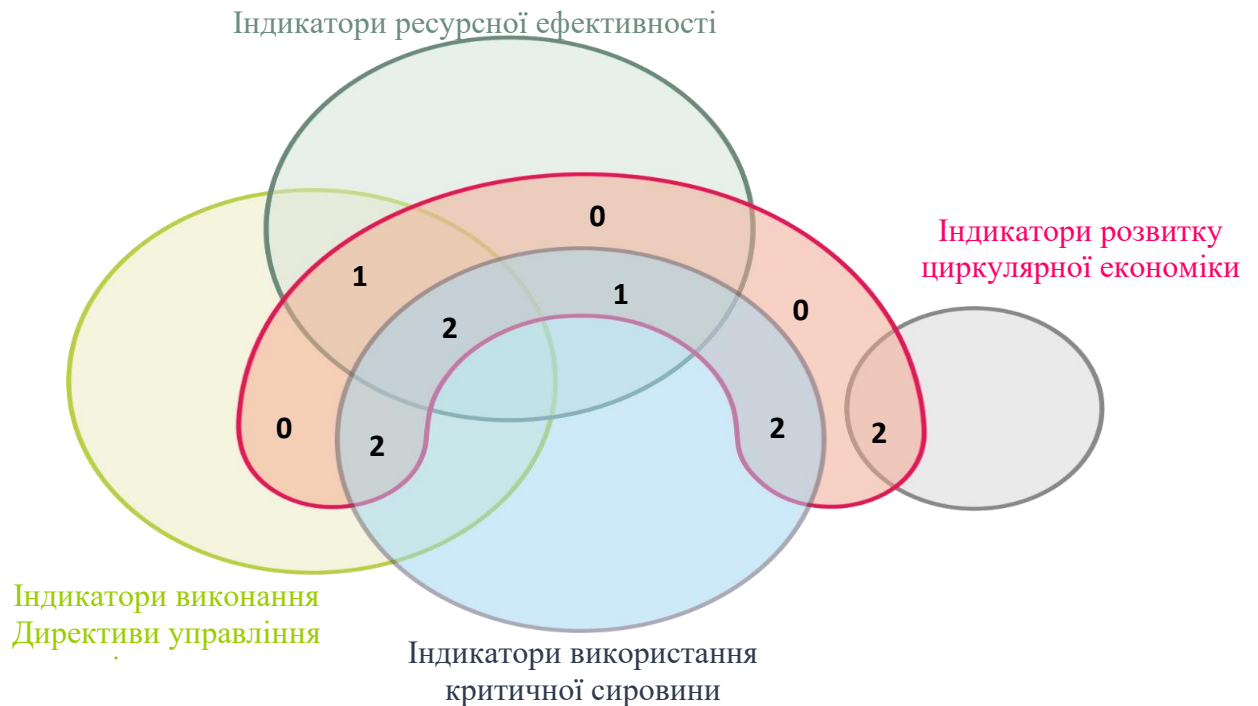 Індикатори ресурсної ефективності
0
Індикатори розвитку
циркулярної економіки
1
1
0
2
0
2
2
2
Індикатори виконання
Директиви управління
Індикатори використання
критичної сировини